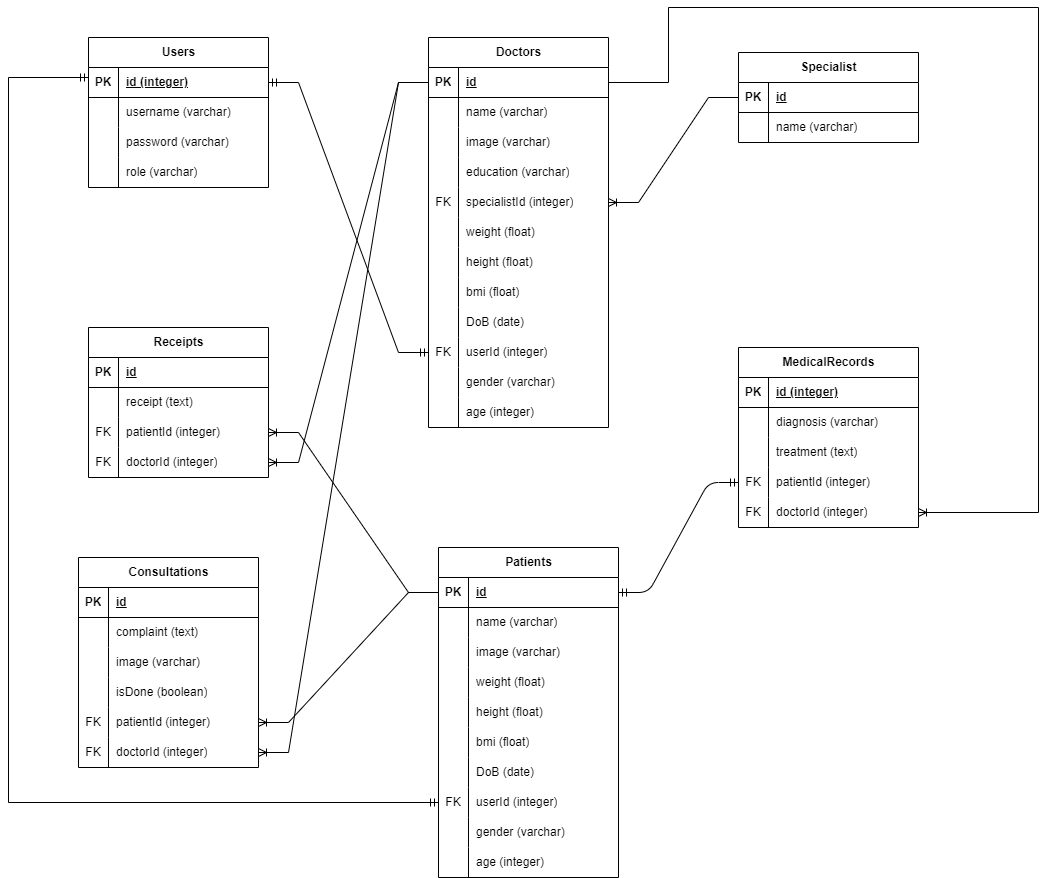 Users
PK id (integer)
username (varchar)
password (varchar)
role (varchar)
Doctors
PK id
name (varchar)
image (varchar)
education (varchar)
FK specialistId (integer)
weight (float)
height (float)
bmi (float)
DoB (date)
FK userId (integer)
gender (varchar)
age (integer)
Specialist
PK id
name (varchar)
Receipts
PK id
receipt (text)
FK patientId (integer)
FK doctorId (integer)
MedicalRecords
PK id (integer)
diagnosis (varchar)
treatment (text)
FK patientId (integer)
FK doctorId (integer)
Consultations
PK id
complaint (text)
image (varchar)
isDone (boolean)
FK patientId (integer)
FK doctorId (integer)
Patients
PK id
name (varchar)
image (varchar)
weight (float)
height (float)
bmi (float)
DoB (date)
FK userId (integer)
gender (varchar)
age (integer)